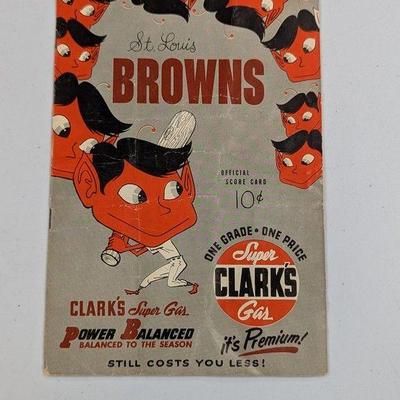 St. Louis
BROWNS
OFFICIAL
SCORE CARD
10¢
ONE GRADE • ONE PRICE
Super
CLARK'S
Gas
it's Premium!
CLARK'S Super Gas
POWER BALANCED
BALANCED TO THE SEASON
STILL COSTS YOU LESS!